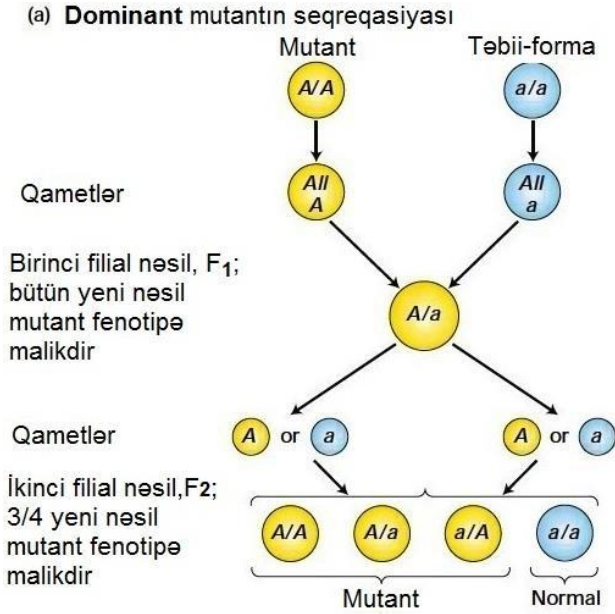 (a) Dominant mutantın seqreqasiyası
Mutant Təbii-forma
A/A a/a
Qametlər
All
A
All
a
Birinci filial nəsil, F1;
bütün yeni nəsil
mutant fenotipə
malikdir
A/a
Qametlər
A or a A or a
İkinci filial nəsil,F2;
3/4 yeni nəsil
mutant fenotipə
malikdir
A/A A/a a/A a/a
Mutant Normal